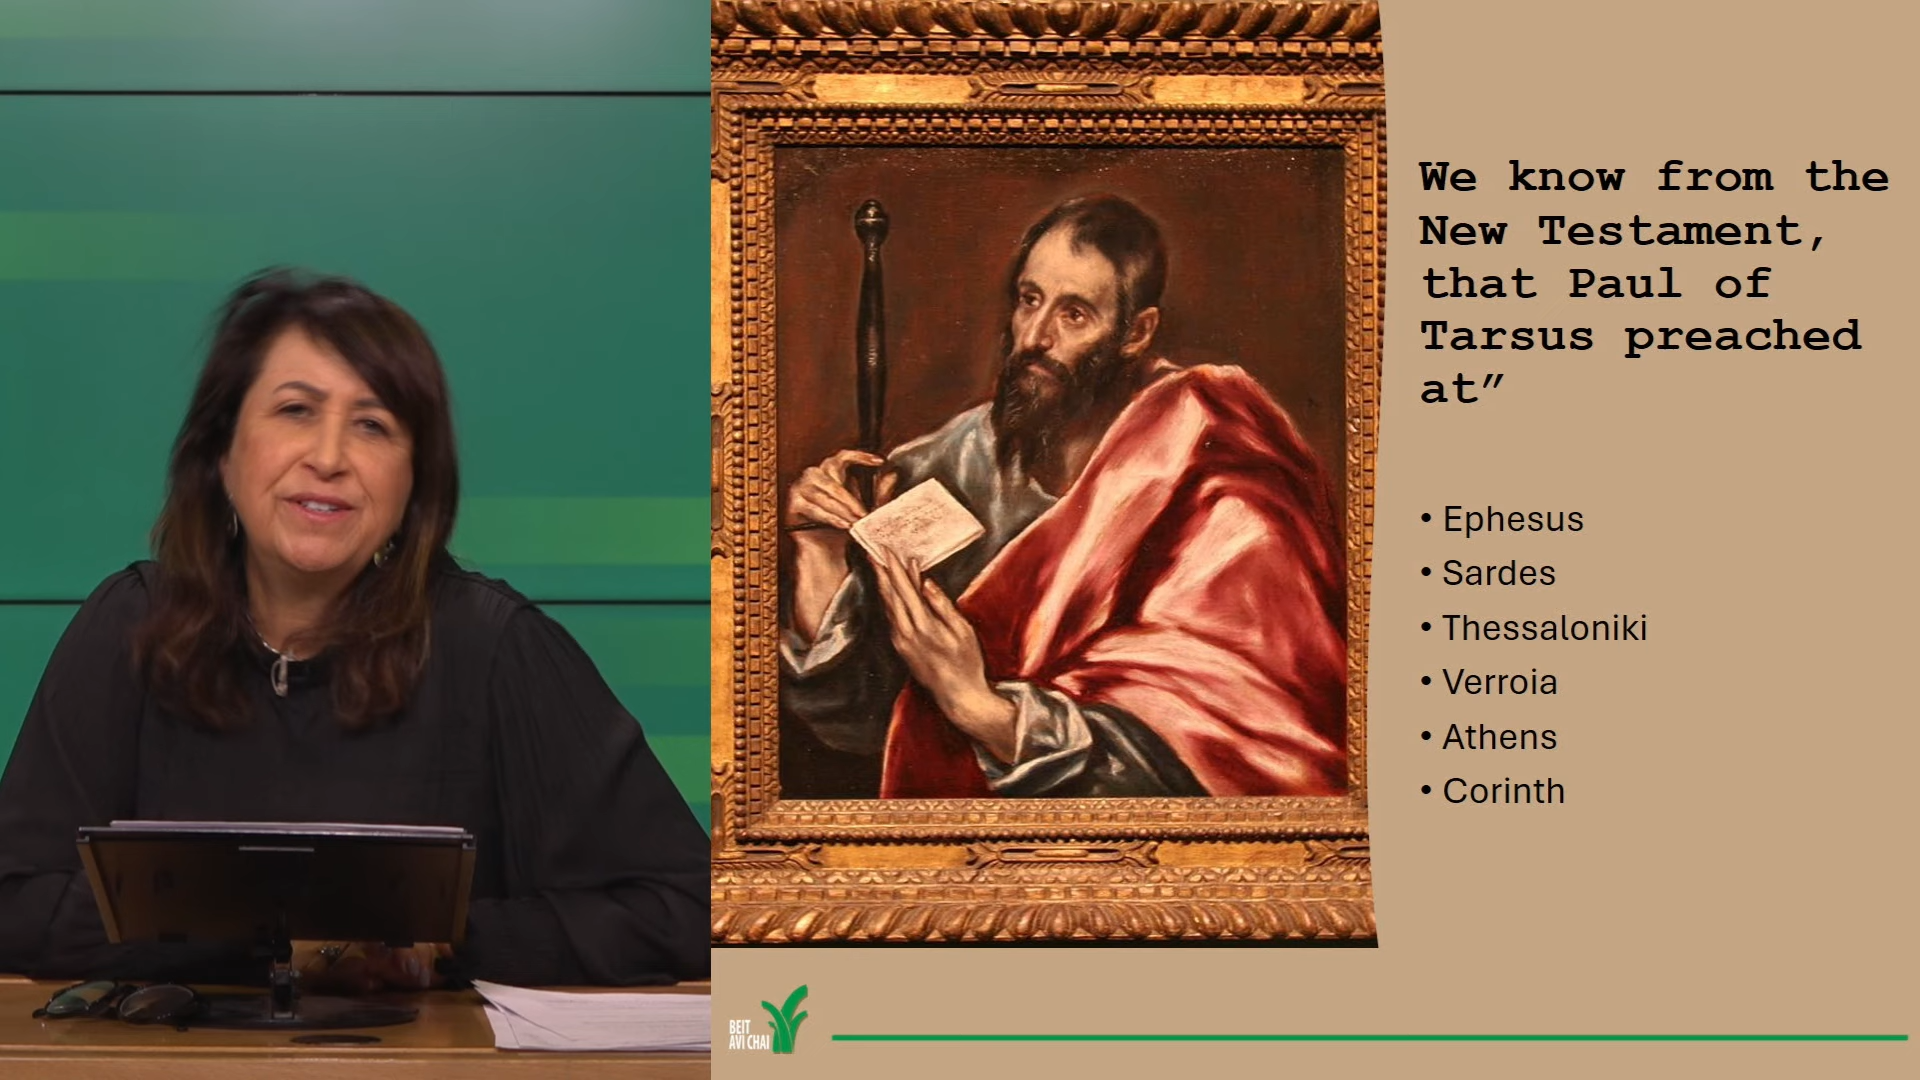 We know from the
New Testament,
that Paul of
Tarsus preached
at”
• Ephesus
• Sardes
• Thessaloniki
• Verroia
• Athens
• Corinth
BEIT
AVI CHAI